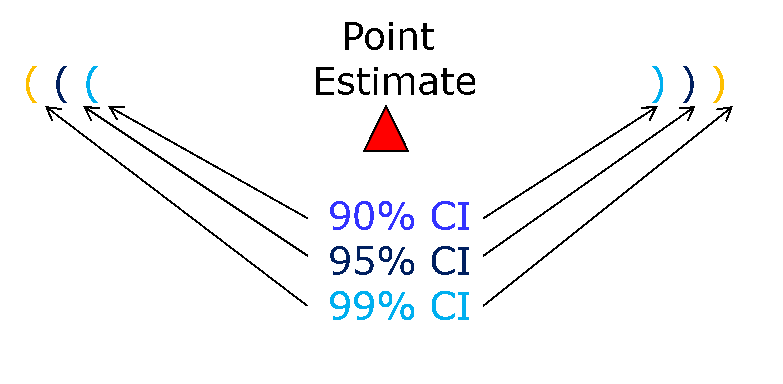 Point
( ( ( Estimate ) ) )
90% CI
95% CI
99% CI